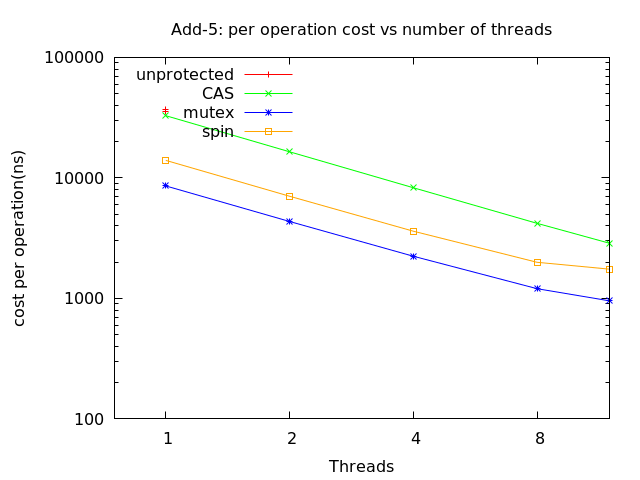 Add-5: per operation cost vs number of threads
100000
10000
1000
100
cost per operation(ns)
unprotected
CAS
mutex
spin
1 2 4 8
Threads